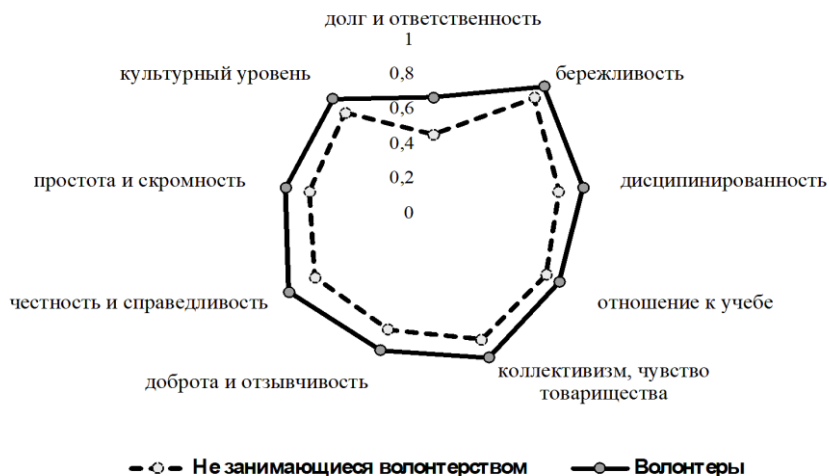 долг и ответственность
1
культурный уровень
0,8
бережливость
0,6
0,4
простота и скромность
дисципинированность
0,2
0
честность и справедливость
отношение к учебе
доброта и отзывчивость
коллективизм, чувство
товарищества
Не занимающиеся волонтерством
Волонтеры